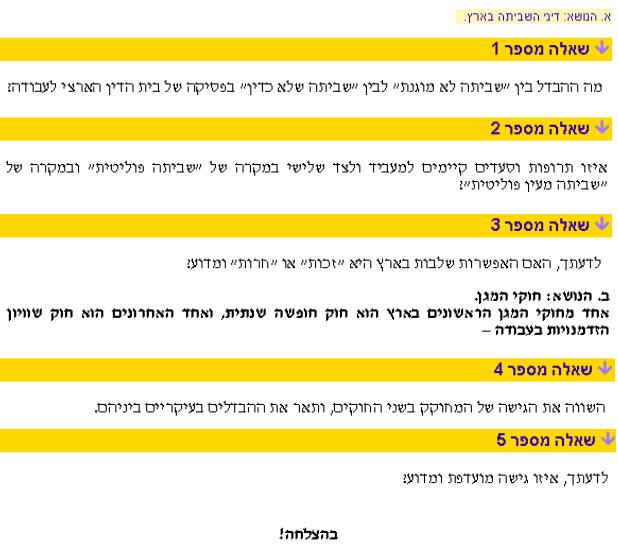 א. הנושא: דיני השביתה בארץ.
שאלה מספר 1
מה ההבדל בין "שביתה לא מוגנת" לבין "שביתה שלא כדין" בפסיקה של בית הדין הארצי לעבודה?
שאלה מספר 2
איזו תרופות וסעדים קיימים למעביד ולצד שלישי במקרה של "שביתה פוליטית" ובמקרה של
"שביתה מעין פוליטית"?
שאלה מספר 3
לדעתך, האם האפשרות שלבות בארץ היא "זכות" או "חרות" ומדוע?
ב. הנושא: חוקי המגן.
אחד מחוקי המגן הראשונים בארץ הוא חוק חופשה שנתית, ואחד האחרונים הוא חוק שוויון
הזדמנויות בעבודה –
שאלה מספר 4
השווה את הגישה של המחוקק בשני החוקים, ותאר את ההבדלים בעיקריים ביניהם.
שאלה מספר 5
לדעתך, איזו גישה מועדפת ומדוע?
בהצלחה!